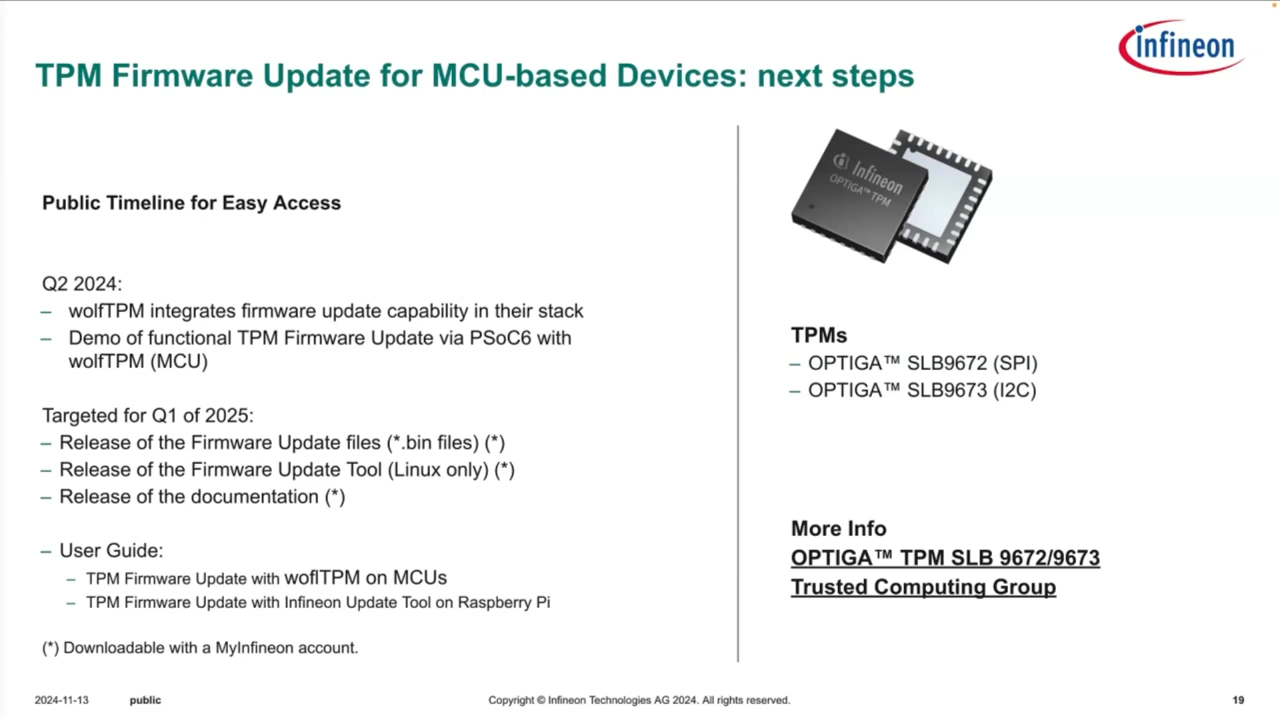 infineon
TPM Firmware Update for MCU-based Devices: next steps
Public Timeline for Easy Access
Q2 2024:
– wolfTPM integrates firmware update capability in their stack
– Demo of functional TPM Firmware Update via PSoC6 with
wolfTPM (MCU)
Targeted for Q1 of 2025:
– Release of the Firmware Update files (*.bin files) (*)
– Release of the Firmware Update Tool (Linux only) (*)
– Release of the documentation (*)
– User Guide:
– TPM Firmware Update with woflTPM on MCUs
– TPM Firmware Update with Infineon Update Tool on Raspberry Pi
(*) Downloadable with a MyInfineon account.
Infineon
OPTIGA™ TPM
TPMs
– OPTIGA™ SLB9672 (SPI)
– OPTIGA™ SLB9673 (I2C)
More Info
OPTIGA™ TPM SLB 9672/9673
Trusted Computing Group
2024-11-13 public Copyright © Infineon Technologies AG 2024. All rights reserved. 19